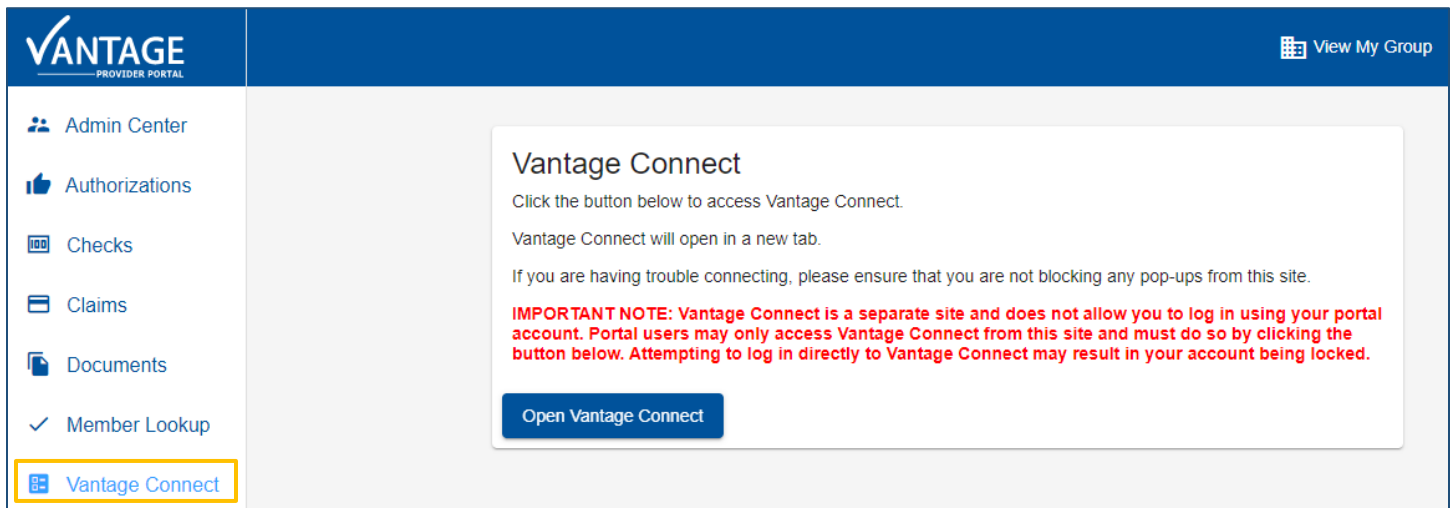 VANTAGE
PROVIDER PORTAL
View My Group
Admin Center
Authorizations
Checks
Claims
Documents
Member Lookup
Vantage Connect
Vantage Connect
Click the button below to access Vantage Connect.
Vantage Connect will open in a new tab.
If you are having trouble connecting, please ensure that you are not blocking any pop-ups from this site.
IMPORTANT NOTE: Vantage Connect is a separate site and does not allow you to log in using your portal
account. Portal users may only access Vantage Connect from this site and must do so by clicking the
button below. Attempting to log in directly to Vantage Connect may result in your account being locked.
Open Vantage Connect